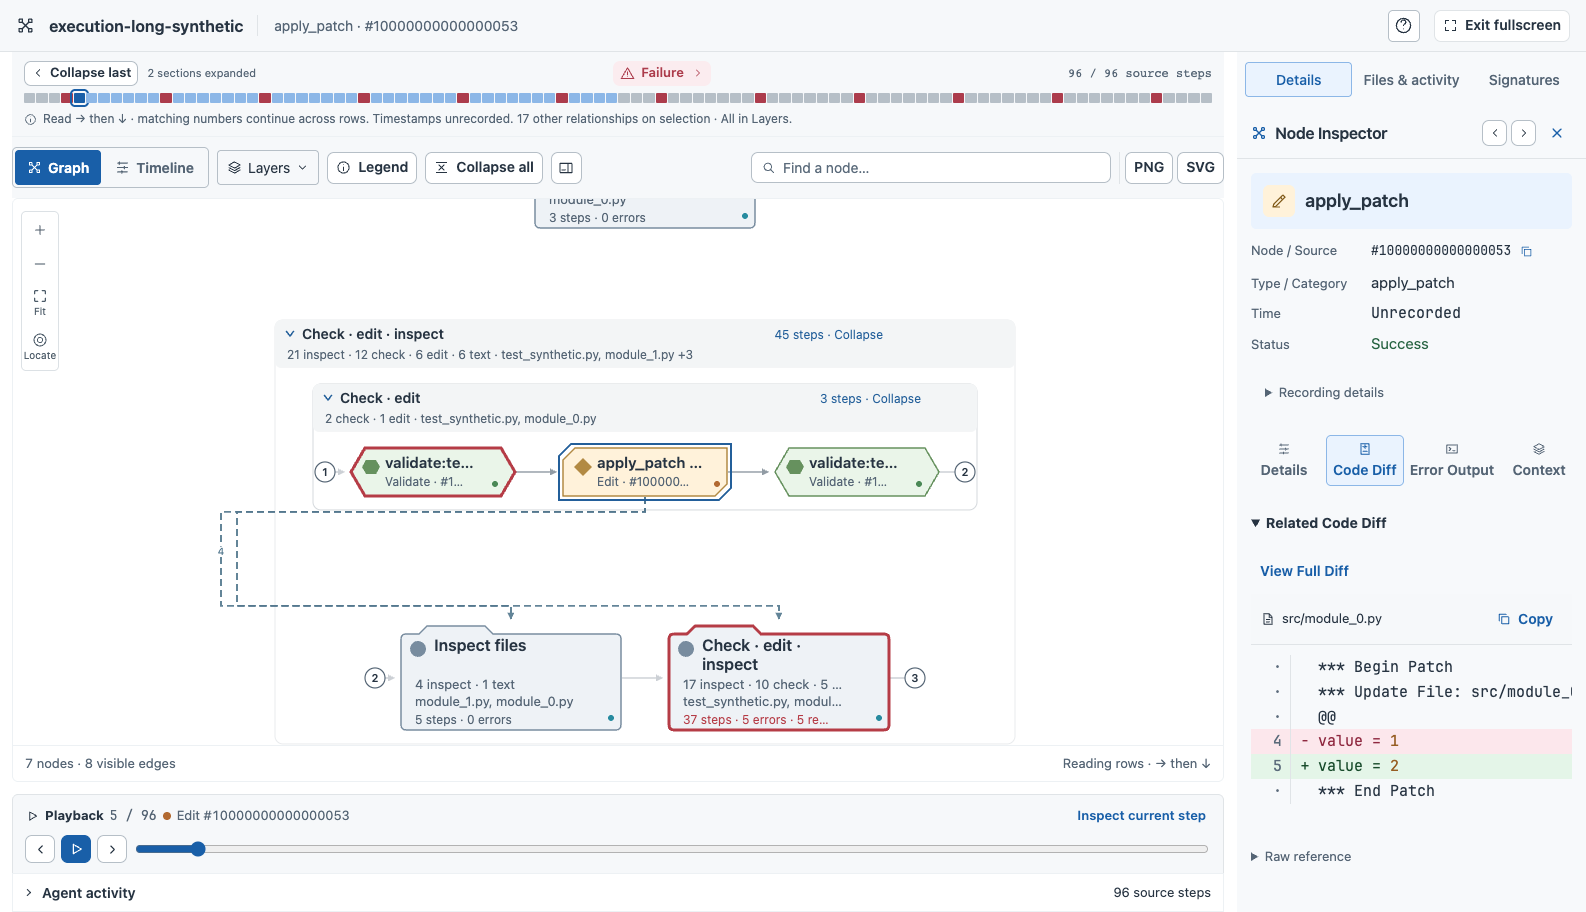 execution-long-synthetic
apply_patch · #10000000000000053
Exit fullscreen
Collapse last
2 sections expanded
Failure
96 / 96 source steps
Read → then ↓ · matching numbers continue across rows. Timestamps unrecorded. 17 other relationships on selection · All in Layers.
Graph
Timeline
Layers
Legend
Collapse all
Find a node...
PNG
SVG
module_0.py
3 steps · 0 errors
Fit
Locate
Check · edit · inspect
45 steps · Collapse
21 inspect · 12 check · 6 edit · 6 text · test_synthetic.py, module_1.py +3
Check · edit
3 steps · Collapse
2 check · 1 edit · test_synthetic.py, module_0.py
1
validate:te...
Validate · #1...
apply_patch ...
Edit · #100000...
validate:te...
Validate · #1...
2
4
2
Inspect files
4 inspect · 1 text
module_1.py, module_0.py
5 steps · 0 errors
Check · edit ·
inspect
17 inspect · 10 check · 5 ...
test_synthetic.py, modul...
37 steps · 5 errors · 5 re...
3
7 nodes · 8 visible edges
Reading rows · → then ↓
Playback 5 / 96 Edit #10000000000000053
Inspect current step
Agent activity
96 source steps
Details
Files & activity
Signatures
Node Inspector
apply_patch
Node / Source #10000000000000053
Type / Category apply_patch
Time Unrecorded
Status Success
Recording details
Details
Code Diff
Error Output
Context
Related Code Diff
View Full Diff
src/module_0.py
Copy
· *** Begin Patch
· *** Update File: src/module_0
· @@
4 - value = 1
5 + value = 2
· *** End Patch
Raw reference